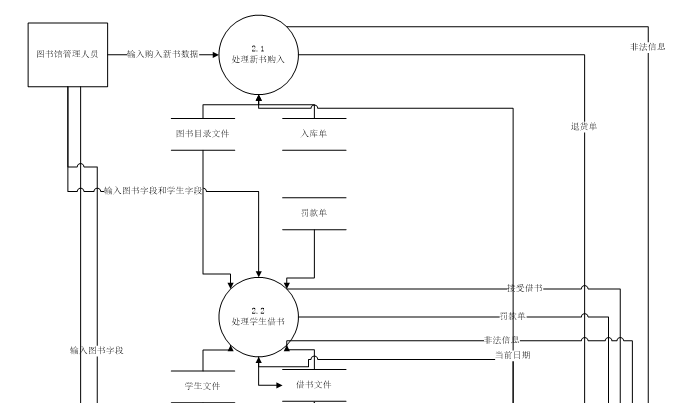 非法信息
2.1
处理新书购入
图书馆管理人员
输入购入新书数据
退货单
图书目录文件
入库单
输入图书字段和学生字段
罚款单
接受借书
2.2
处理学生借书
罚款单
非法信息
输入图书字段
当前日期
学生文件
借书文件